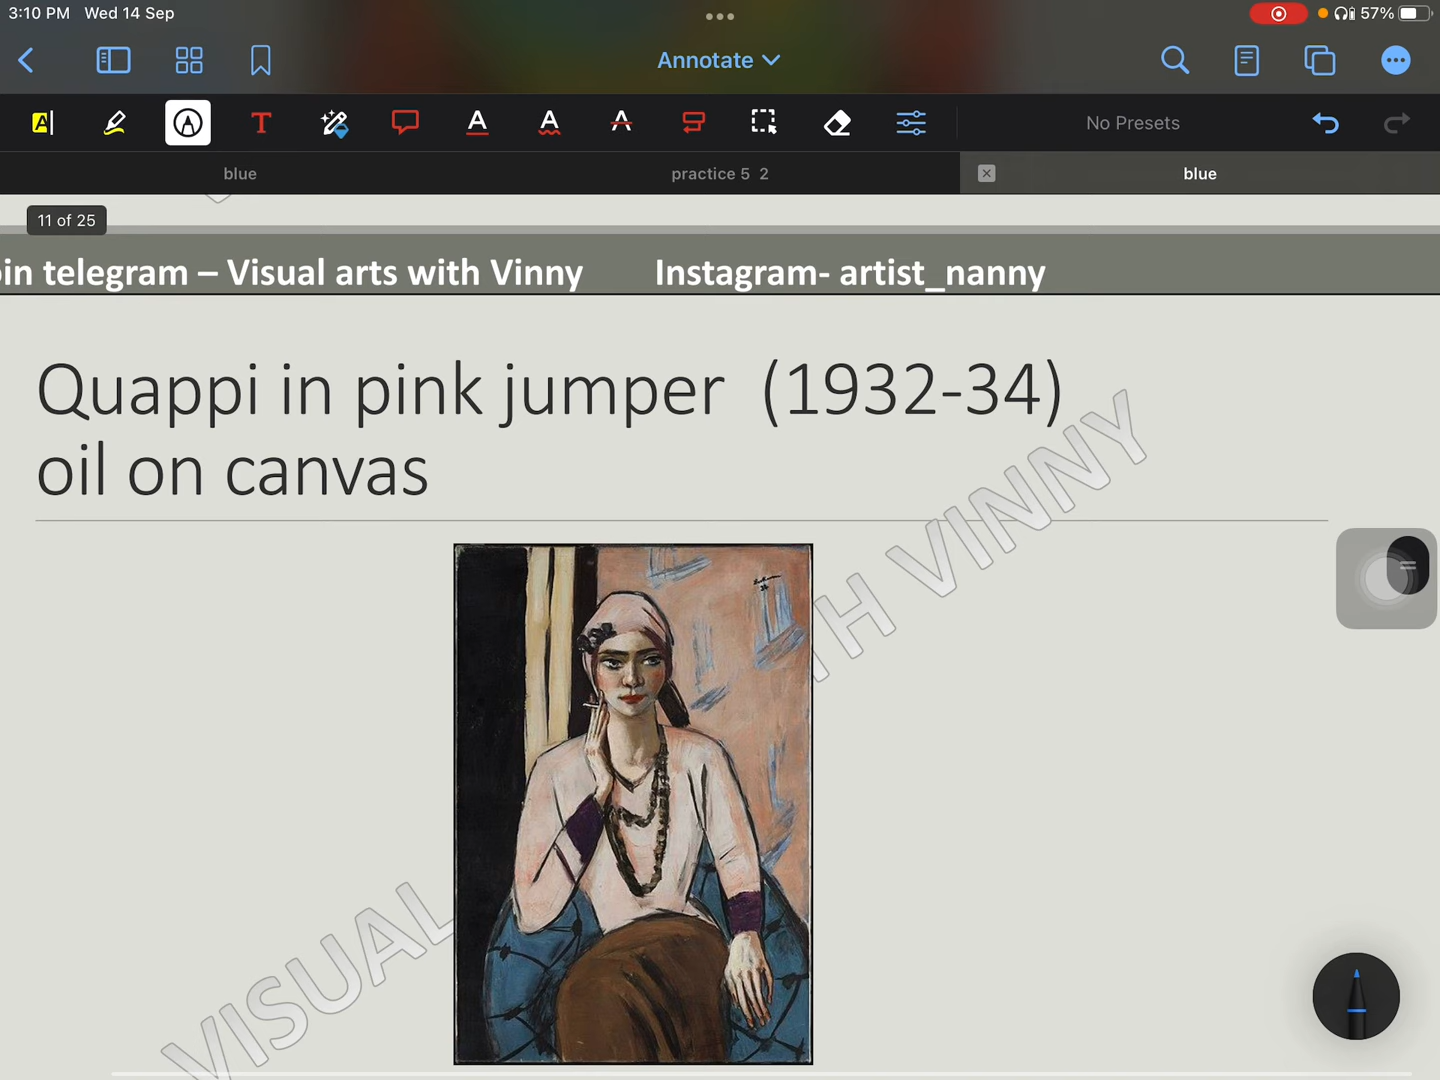 3:10 PM Wed 14 Sep
57%
Annotate
No Presets
blue
practice 5 2
blue
11 of 25
in telegram – Visual arts with Vinny Instagram- artist_nanny
Quappi in pink jumper (1932-34)
oil on canvas
VISUAL
TH VINNY